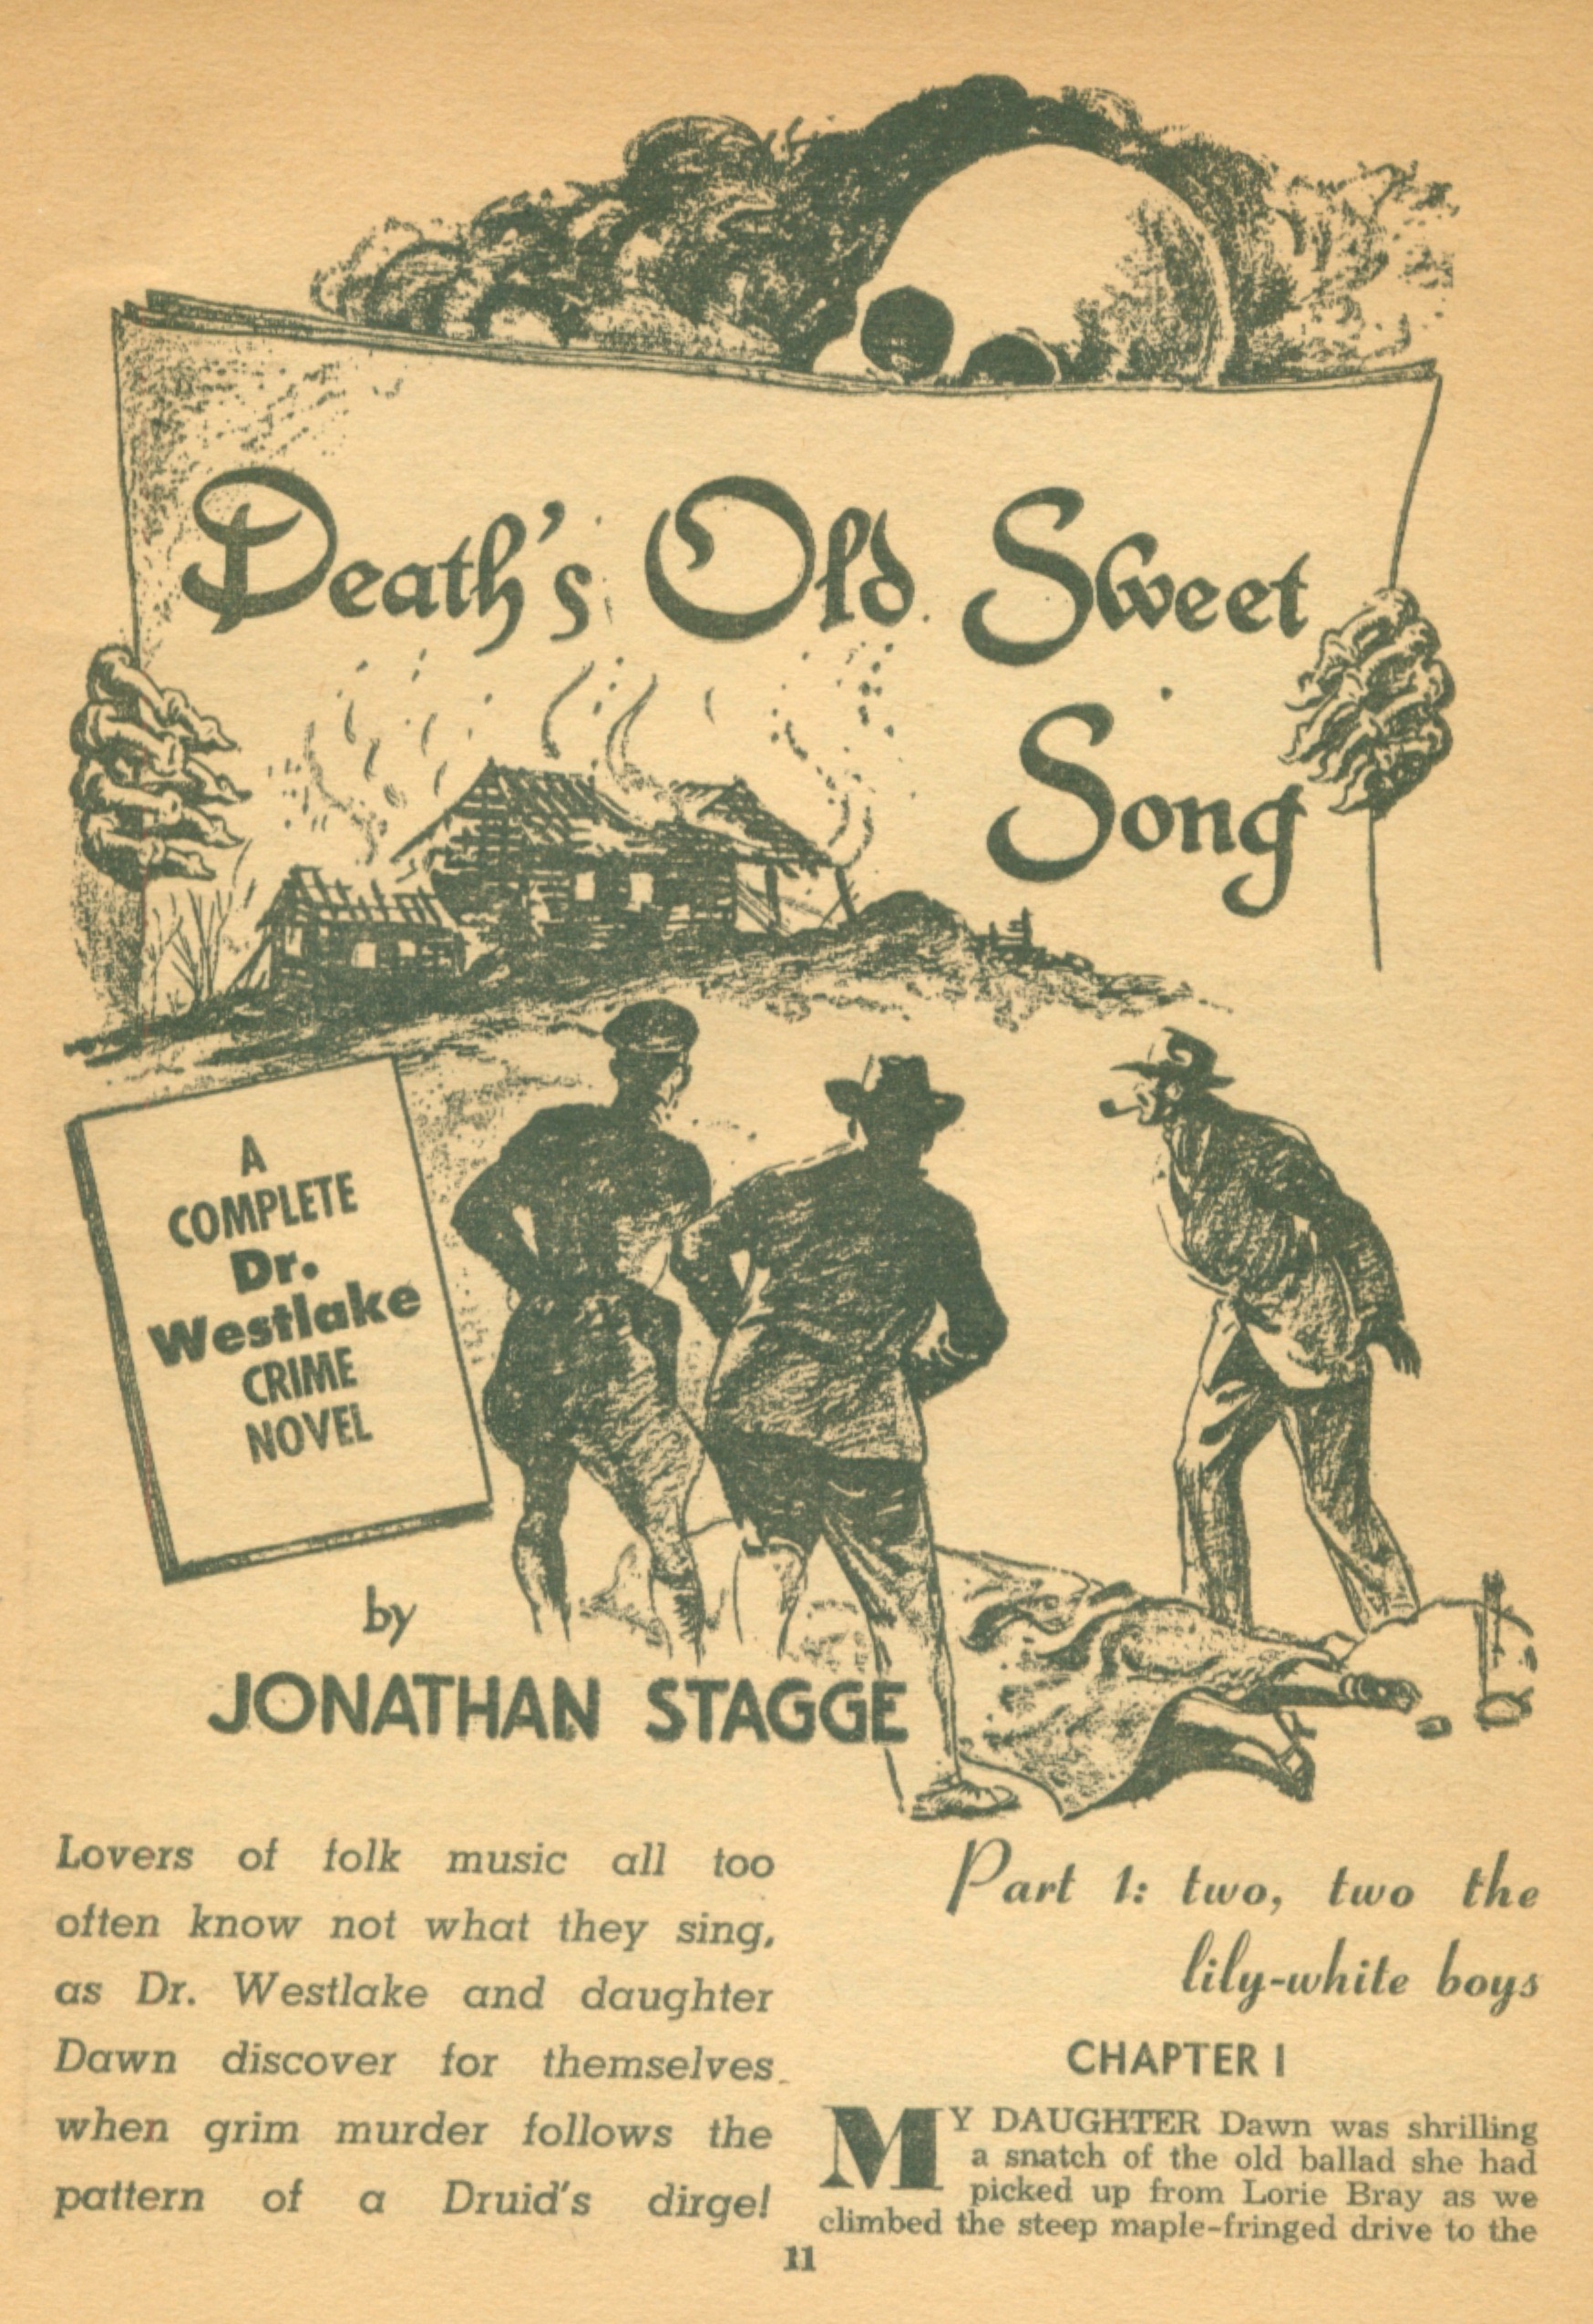 Death's Old Sweet
Song
A
COMPLETE
Dr.
Westlake
CRIME
NOVEL
by
JONATHAN STAGGE
Lovers of folk music all too
often know not what they sing,
as Dr. Westlake and daughter
Dawn discover for themselves
when grim murder follows the
pattern of a Druid's dirge!
Part 1: two, two the
lily-white boys
CHAPTER I
MY DAUGHTER Dawn was shrilling
a snatch of the old ballad she had
picked up from Lorie Bray as we
climbed the steep maple-fringed drive to the
11